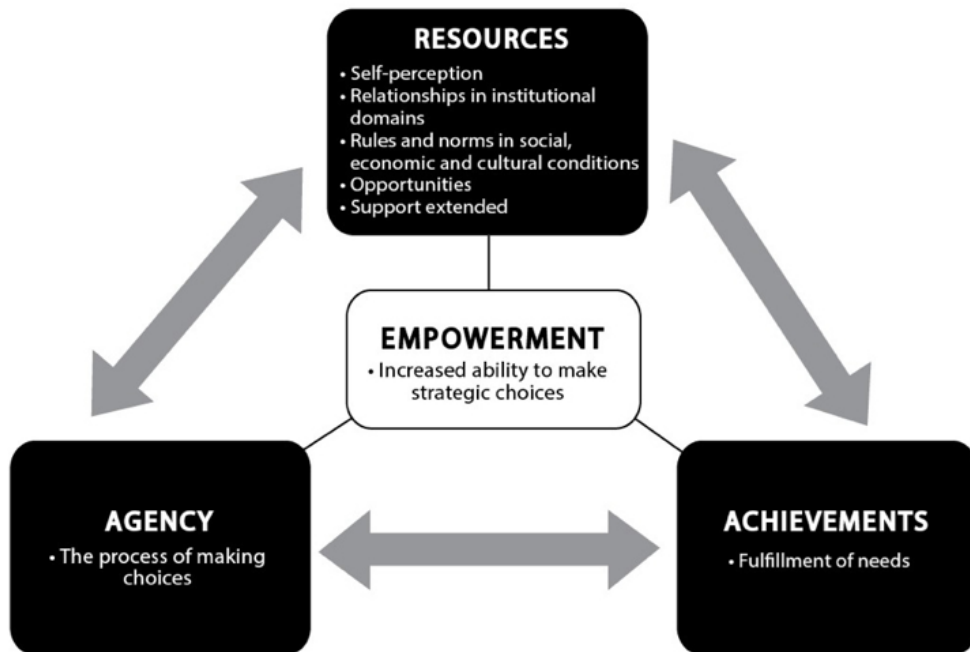 RESOURCES
• Self-perception
• Relationships in institutional
domains
• Rules and norms in social,
economic and cultural conditions
• Opportunities
• Support extended
EMPOWERMENT
• Increased ability to make
strategic choices
AGENCY
• The process of making
choices
ACHIEVEMENTS
• Fulfillment of needs